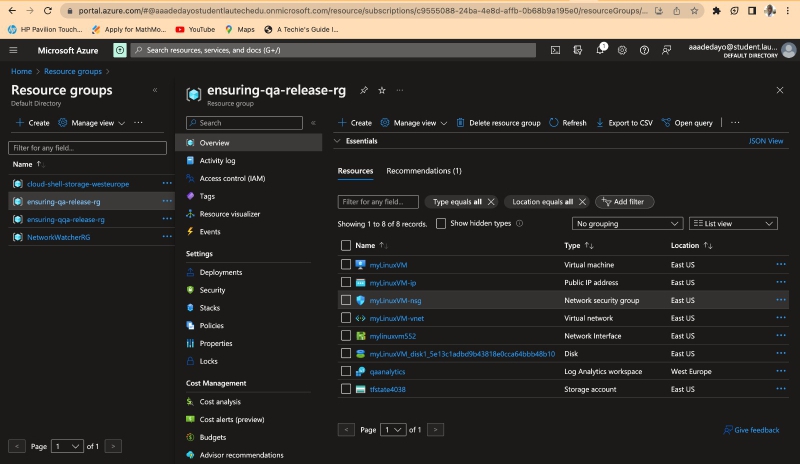 portal.azure.com/#@aaadedayostudentlautechedu.onmicrosoft.com/resource/subscriptions/c9555088-24ba-4e8d-affb-0b68b9a195e0/resourceGroups/...
HP Pavilion Touch... Apply for MathMo... YouTube Maps A Techie's Guide I...
Microsoft Azure Search resources, services, and docs (G+/) 1 aaadedayo@student.lau...
DEFAULT DIRECTORY
Home > Resource groups >
Resource groups
Default Directory
+ Create Manage view ...
Filter for any field...
Name ↑
cloud-shell-storage-westeurope ...
ensuring-qa-release-rg ...
ensuring-qqa-release-rg ...
NetworkWatcherRG ...
< Page 1 of 1 >
ensuring-qa-release-rg ...
Resource group
Search
Overview
Activity log
Access control (IAM)
Tags
Resource visualizer
Events
Settings
Deployments
Security
Stacks
Policies
Properties
Locks
Cost Management
Cost analysis
Cost alerts (preview)
Budgets
Advisor recommendations
+ Create Manage view Delete resource group Refresh Export to CSV Open query ...
Essentials JSON View
Resources Recommendations (1)
Filter for any field... Type equals all Location equals all Add filter
Showing 1 to 8 of 8 records. Show hidden types No grouping List view
Name ↑↓ Type ↑↓ Location ↑↓
myLinuxVM Virtual machine East US ...
myLinuxVM-ip Public IP address East US ...
myLinuxVM-nsg Network security group East US ...
myLinuxVM-vnet Virtual network East US ...
mylinuxvm552 Network Interface East US ...
myLinuxVM_disk1_5e13c1adbd9b43818e0cca64bbb48b10 Disk East US ...
qaanalytics Log Analytics workspace West Europe ...
tfstate4038 Storage account East US ...
< Page 1 of 1 >
Give feedback